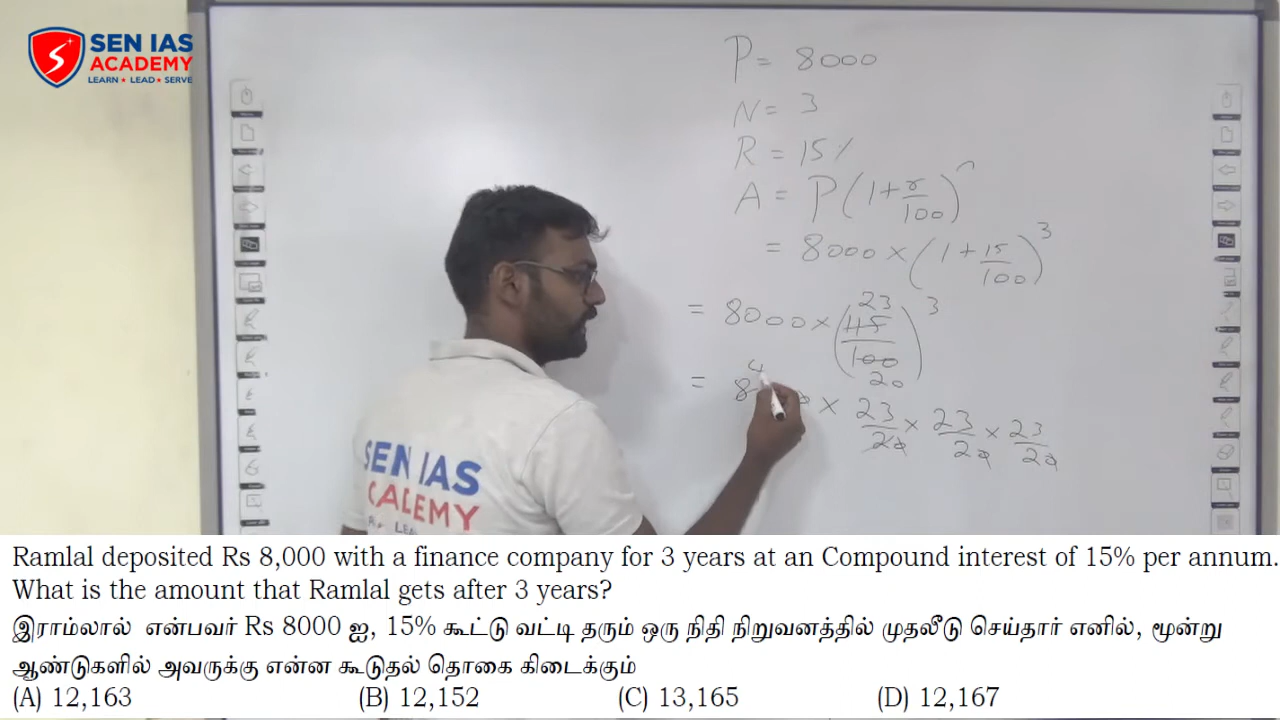 SEN IAS
ACADEMY
LEARN ★ LEAD ★ SERVE
P = 8000
N = 3
R = 15%
A = P(1+r/100)^n
= 8000 × (1+15/100)^3
= 8000 × (23 115/100 20)^3
= 8 × 23/20 × 23/20 × 23/20
SEN IAS
CADEMY
Ramlal deposited Rs 8,000 with a finance company for 3 years at an Compound interest of 15% per annum.
What is the amount that Ramlal gets after 3 years?
இராம்லால் என்பவர் Rs 8000 ஐ, 15% கூட்டு வட்டி தரும் ஒரு நிதி நிறுவனத்தில் முதலீடு செய்தார் எனில், மூன்று
ஆண்டுகளில் அவருக்கு என்ன கூடுதல் தொகை கிடைக்கும்
(A) 12,163 (B) 12,152 (C) 13,165 (D) 12,167